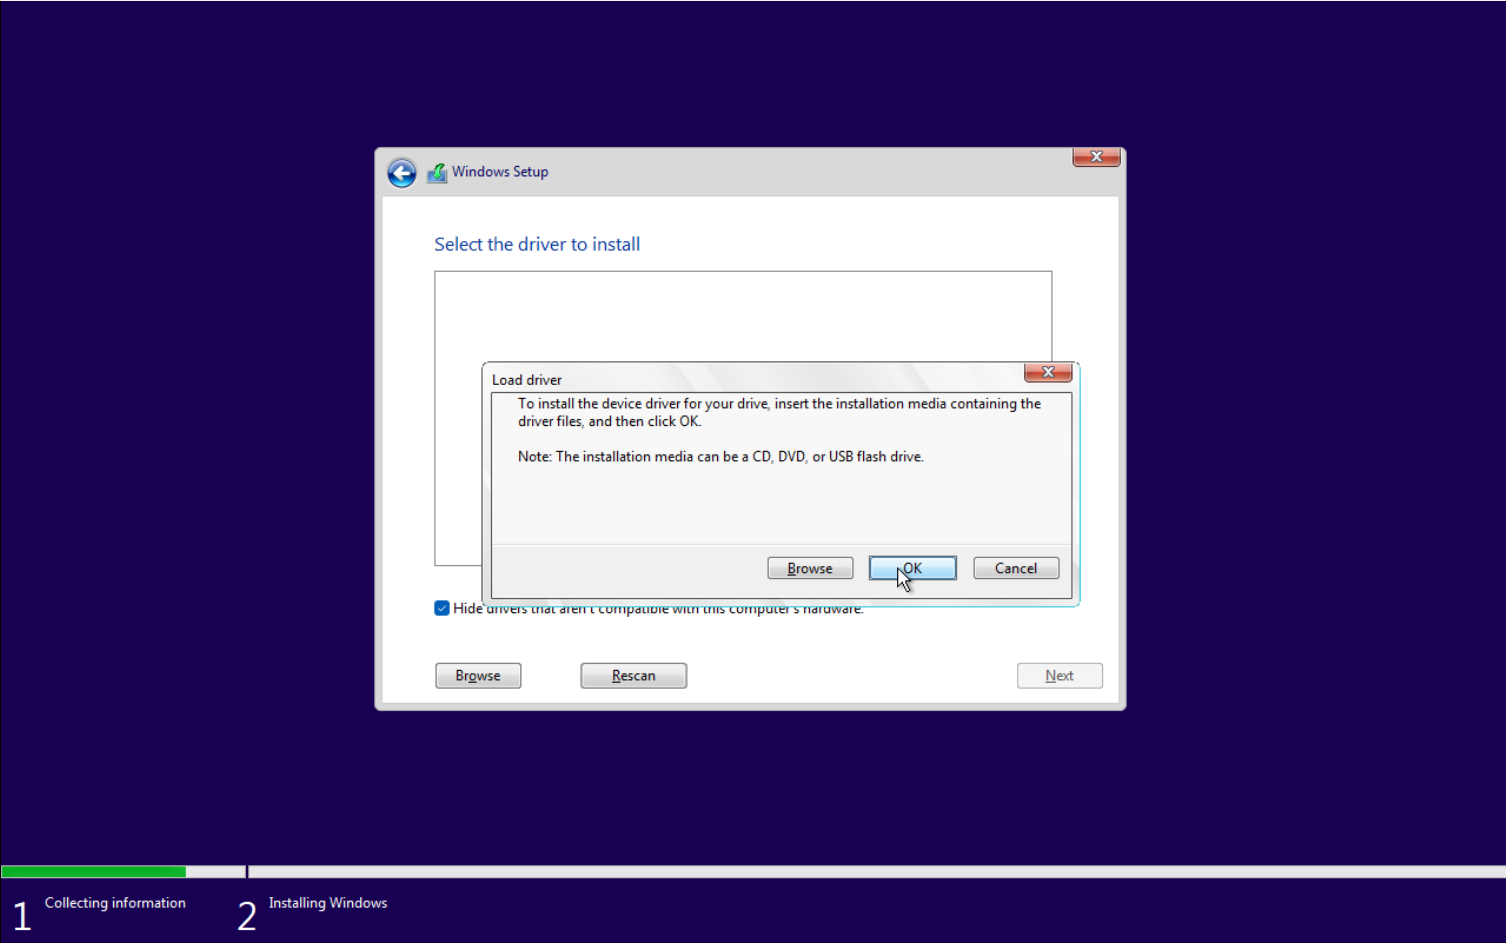 Windows Setup
Select the driver to install
Load driver
To install the device driver for your drive, insert the installation media containing the
driver files, and then click OK.
Note: The installation media can be a CD, DVD, or USB flash drive.
Browse OK Cancel
Hide drivers that aren't compatible with this computer's hardware.
Browse Rescan Next
1 Collecting information 2 Installing Windows